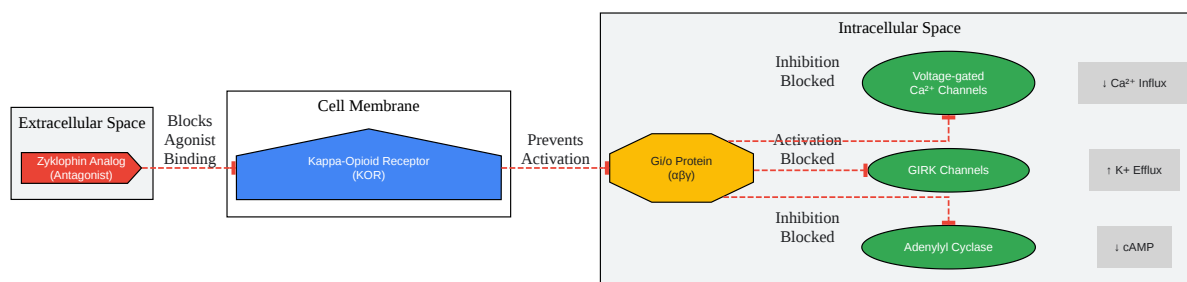 Extracellular Space
Zyklophin Analog
(Antagonist)
Blocks
Agonist
Binding
Cell Membrane
Kappa-Opioid Receptor
(KOR)
Prevents
Activation
Intracellular Space
Gi/o Protein
(αβγ)
Inhibition
Blocked
Voltage-gated
Ca²⁺ Channels
↓ Ca²⁺ Influx
Activation
Blocked
GIRK Channels
↑ K+ Efflux
Inhibition
Blocked
Adenylyl Cyclase
↓ cAMP